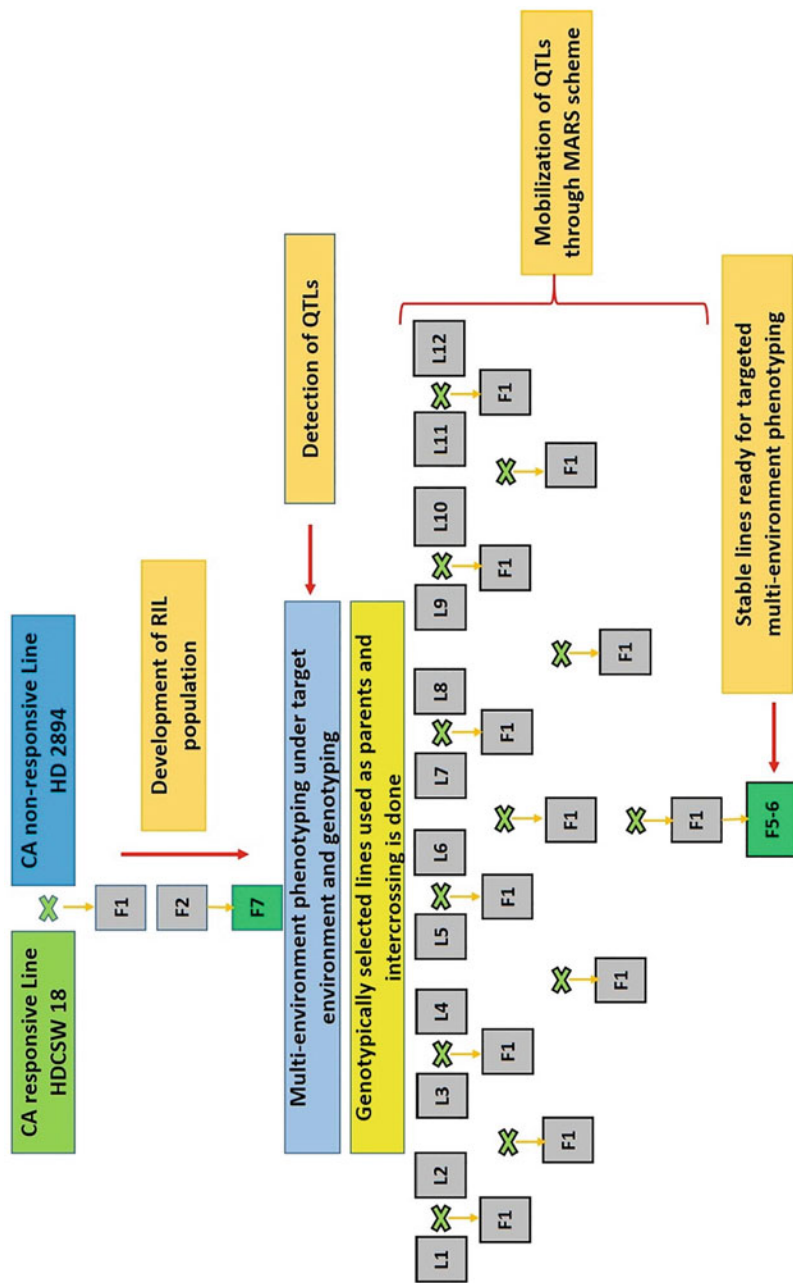 CA responsive Line
HDCSW 18
CA non-responsive Line
HD 2894
F1
F2
F7
Development of RIL
population
Multi-environment phenotyping under target
environment and genotyping
Detection of QTLs
Genotypically selected lines used as parents and
intercrossing is done
L1
L2
L3
L4
L5
L6
L7
L8
L9
L10
L11
L12
F1
F1
F1
F1
F1
F1
F1
F1
F1
F1
F1
F1
Mobilization of QTLs
through MARS scheme
F5-6
Stable lines ready for targeted
multi-environment phenotyping